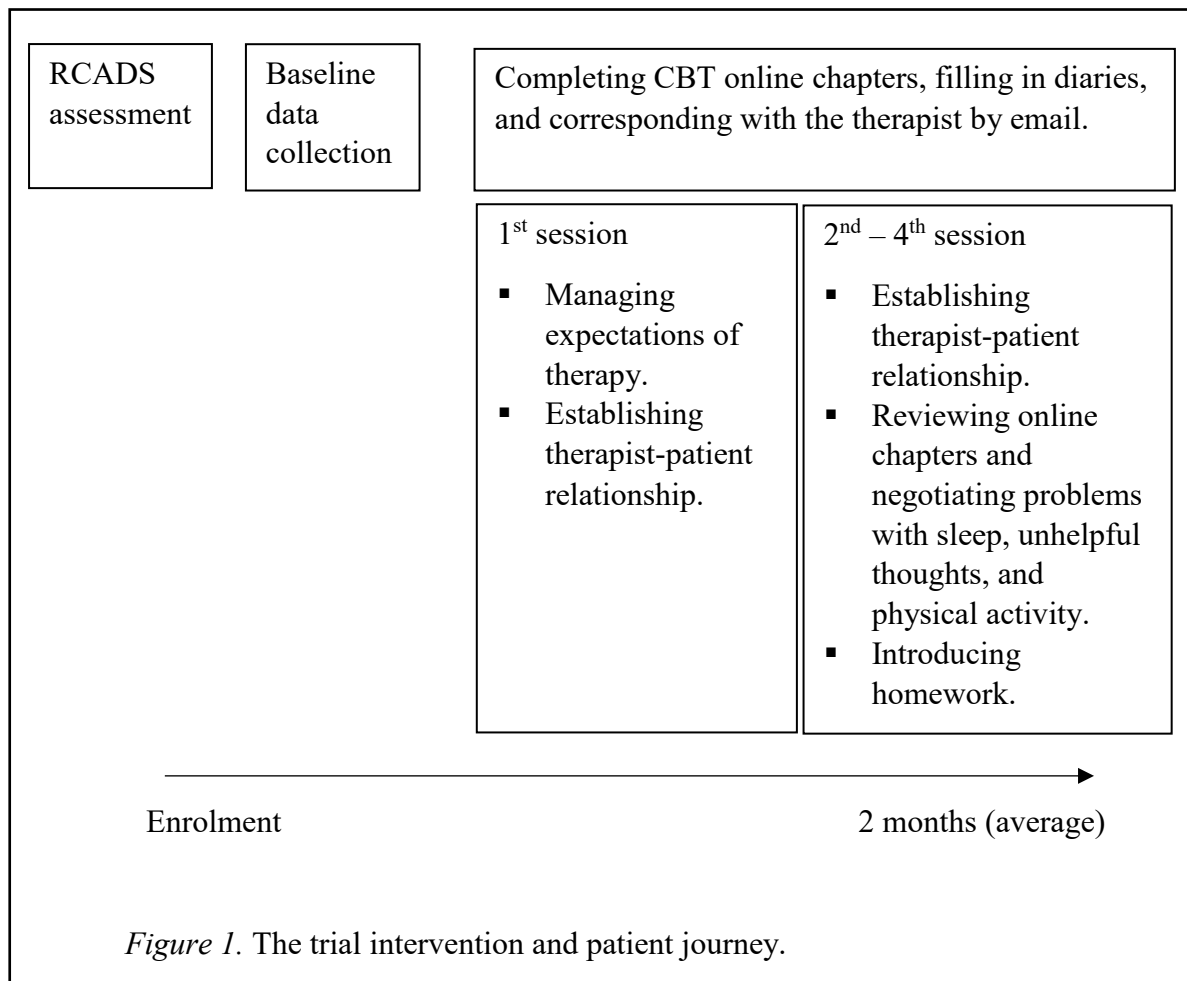 RCADS
assessment
Baseline
data
collection
Completing CBT online chapters, filling in diaries,
and corresponding with the therapist by email.
1st session
▪ Managing
expectations of
therapy.
▪ Establishing
therapist-patient
relationship.
2nd – 4th session
▪ Establishing
therapist-patient
relationship.
▪ Reviewing online
chapters and
negotiating problems
with sleep, unhelpful
thoughts, and
physical activity.
▪ Introducing
homework.
Enrolment
2 months (average)
Figure 1. The trial intervention and patient journey.